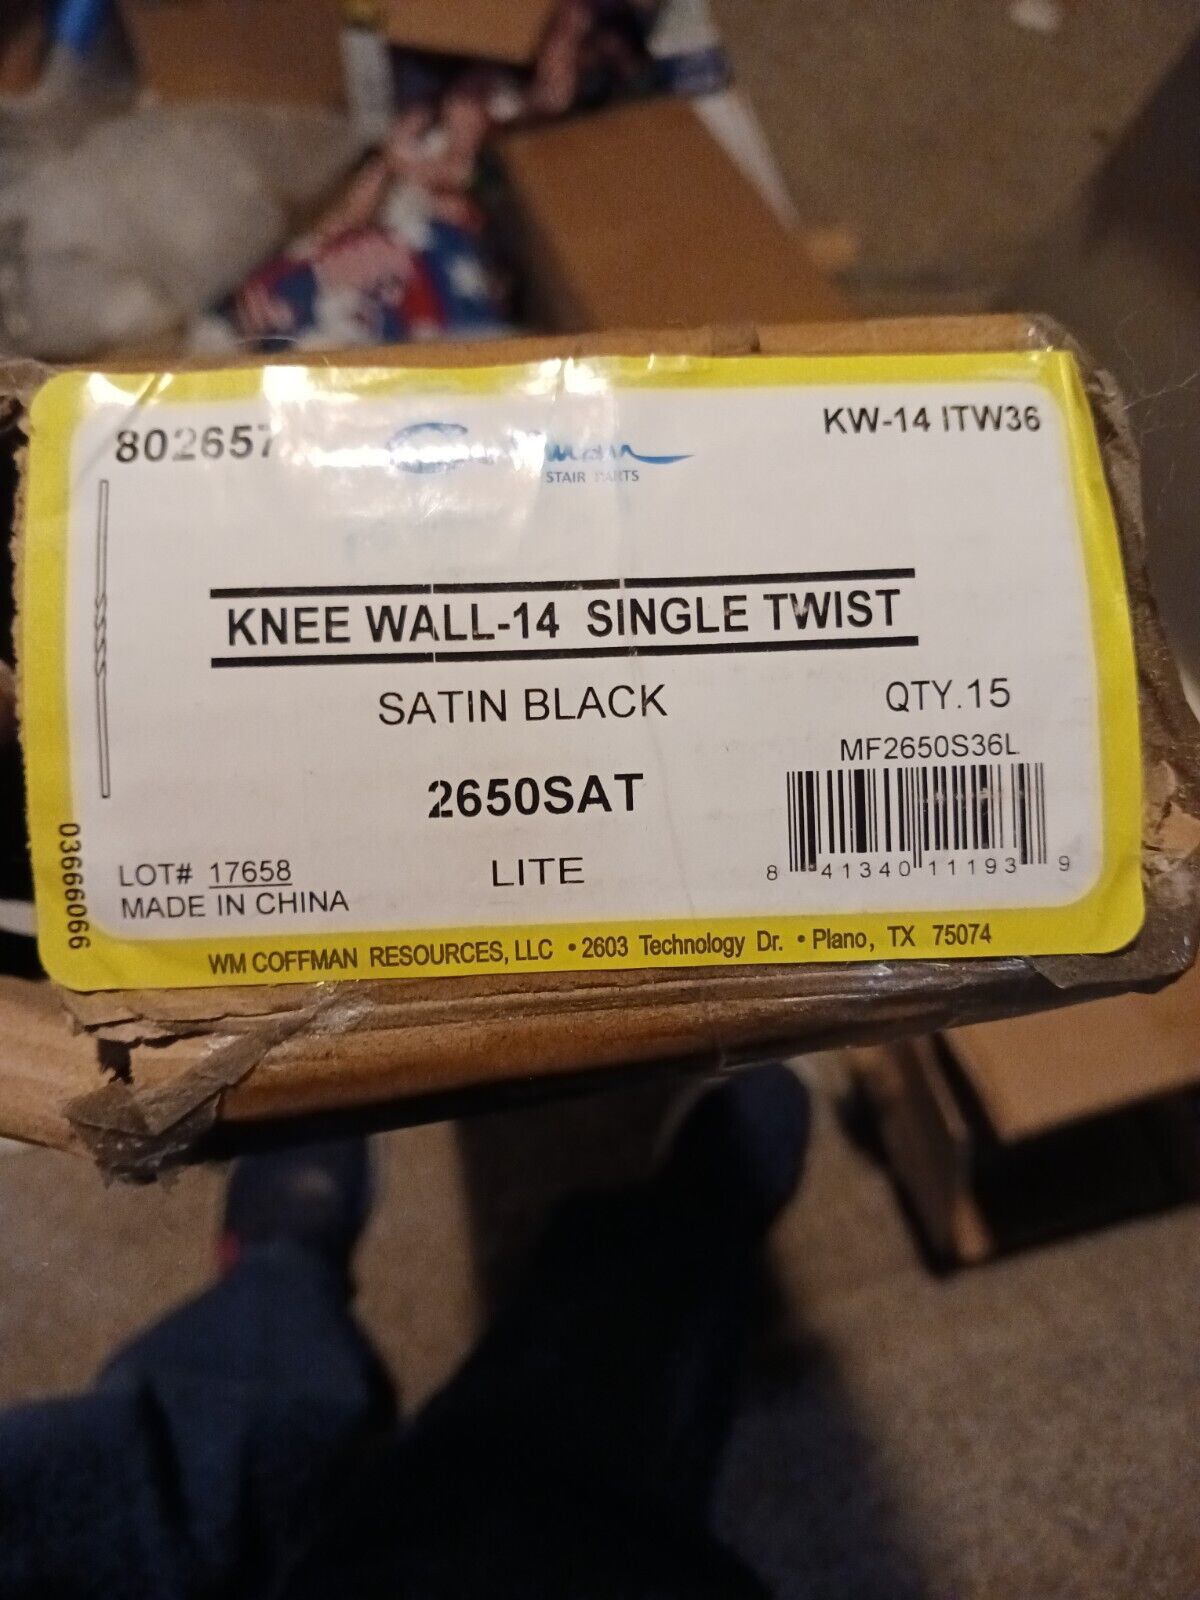 802657
KW-14 ITW36
STAIR PARTS
KNEE WALL-14 SINGLE TWIST
SATIN BLACK
QTY.15
MF2650S36L
2650SAT
8 41340 11193 9
LOT# 17658
LITE
MADE IN CHINA
03666066
WM COFFMAN RESOURCES, LLC • 2603 Technology Dr. • Plano, TX 75074